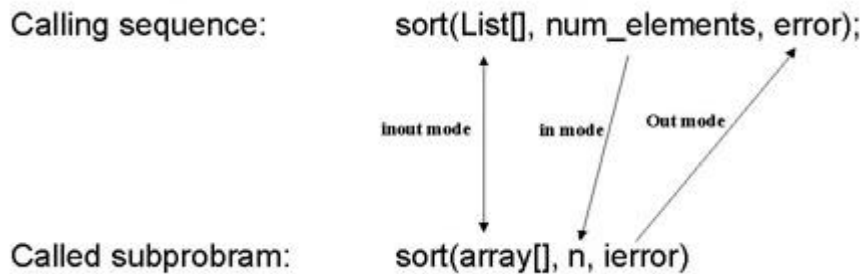 Calling sequence: sort(List[], num_elements, error);
inout mode in mode Out mode
Called subprobram: sort(array[], n, ierror)